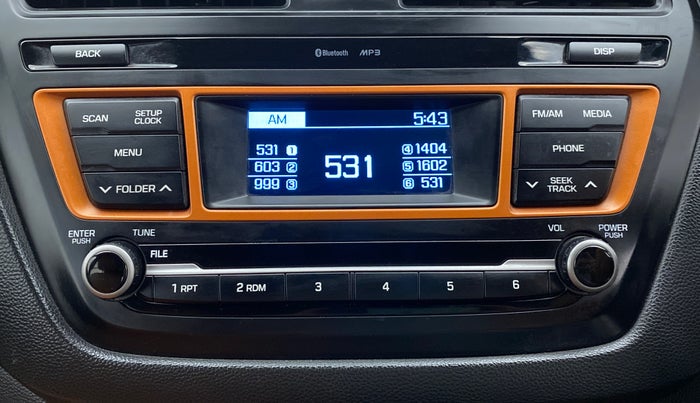 BACK
Bluetooth MP3
DISP
SCAN
SETUP CLOCK
MENU
FOLDER
AM 5:43
531 1
603 2
999 3
531
4 1404
5 1602
6 531
FM/AM MEDIA
PHONE
SEEK TRACK
ENTER PUSH
TUNE
FILE
VOL
POWER PUSH
1 RPT
2 RDM
3
4
5
6